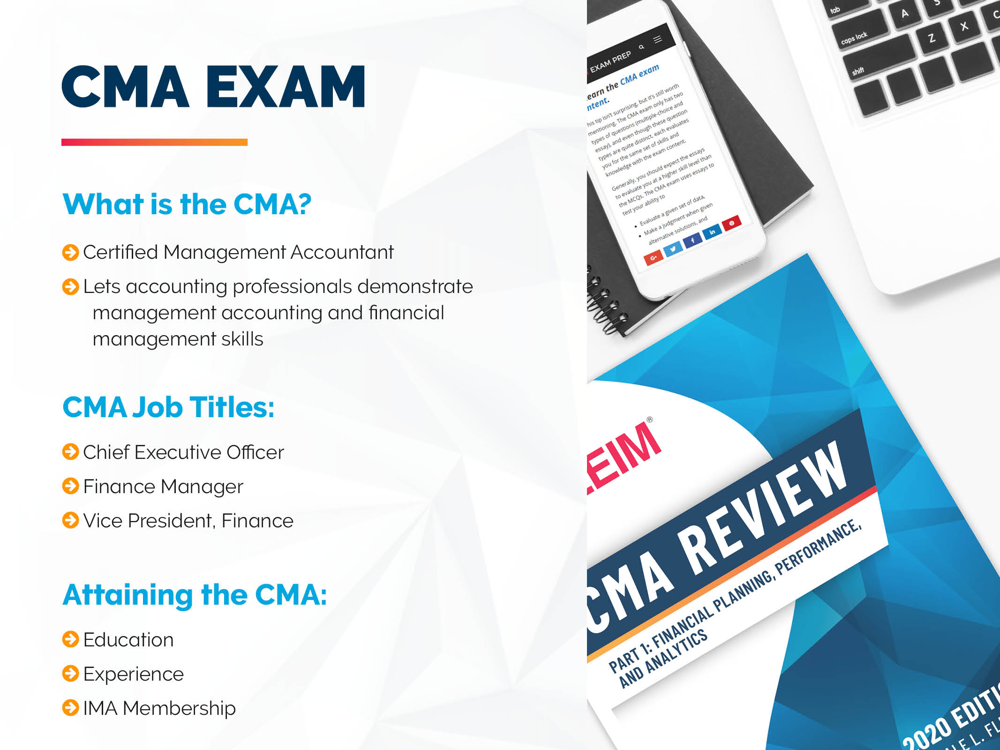 CMA EXAM
What is the CMA?
Certified Management Accountant
Lets accounting professionals demonstrate
management accounting and financial
management skills
CMA Job Titles:
Chief Executive Officer
Finance Manager
Vice President, Finance
Attaining the CMA:
Education
Experience
IMA Membership
EXAM PREP
earn the CMA exam
ntent.
his tip isn't surprising, but it's still worth
mentioning. The CMA exam only has two
types of questions (multiple-choice and
essay), and even though these question
types are quite distinct, each evaluates
you for the same set of skills and
knowledge with the exam content.
Generally, you should expect the essays
to evaluate you at a higher skill level than
the MCQs. The CMA exam uses essays to
test your ability to
• Evaluate a given set of data,
• Make a judgment when given
alternative solutions, and
G+ f in
tab
caps lock A S
shift Z X C
LEIM®
CMA REVIEW
PART 1: FINANCIAL PLANNING, PERFORMANCE,
AND ANALYTICS
2020 EDITIO
L. FL